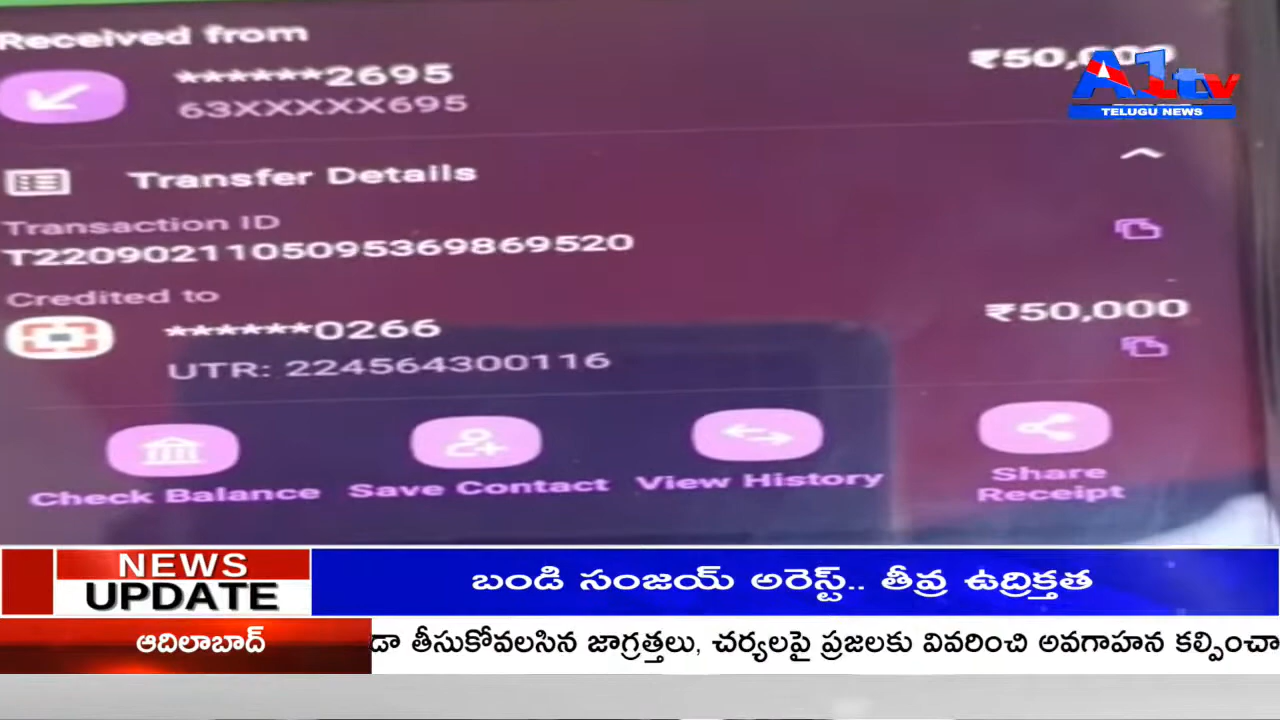 Received from
******2695
63XXXXX695
₹50,000
A1tv
TELUGU NEWS
Transfer Details
Transaction ID
T2209021105095369869520
Credited to
******0266
₹50,000
UTR: 224564300116
Check Balance
Save Contact
View History
Share
Receipt
NEWS
UPDATE
బండి సంజయ్ అరెస్ట్.. తీవ్ర ఉద్రిక్తత
ఆదిలాబాద్
డా తీసుకోవలసిన జాగ్రత్తలు, చర్యలపై ప్రజలకు వివరించి అవగాహన కల్పించా